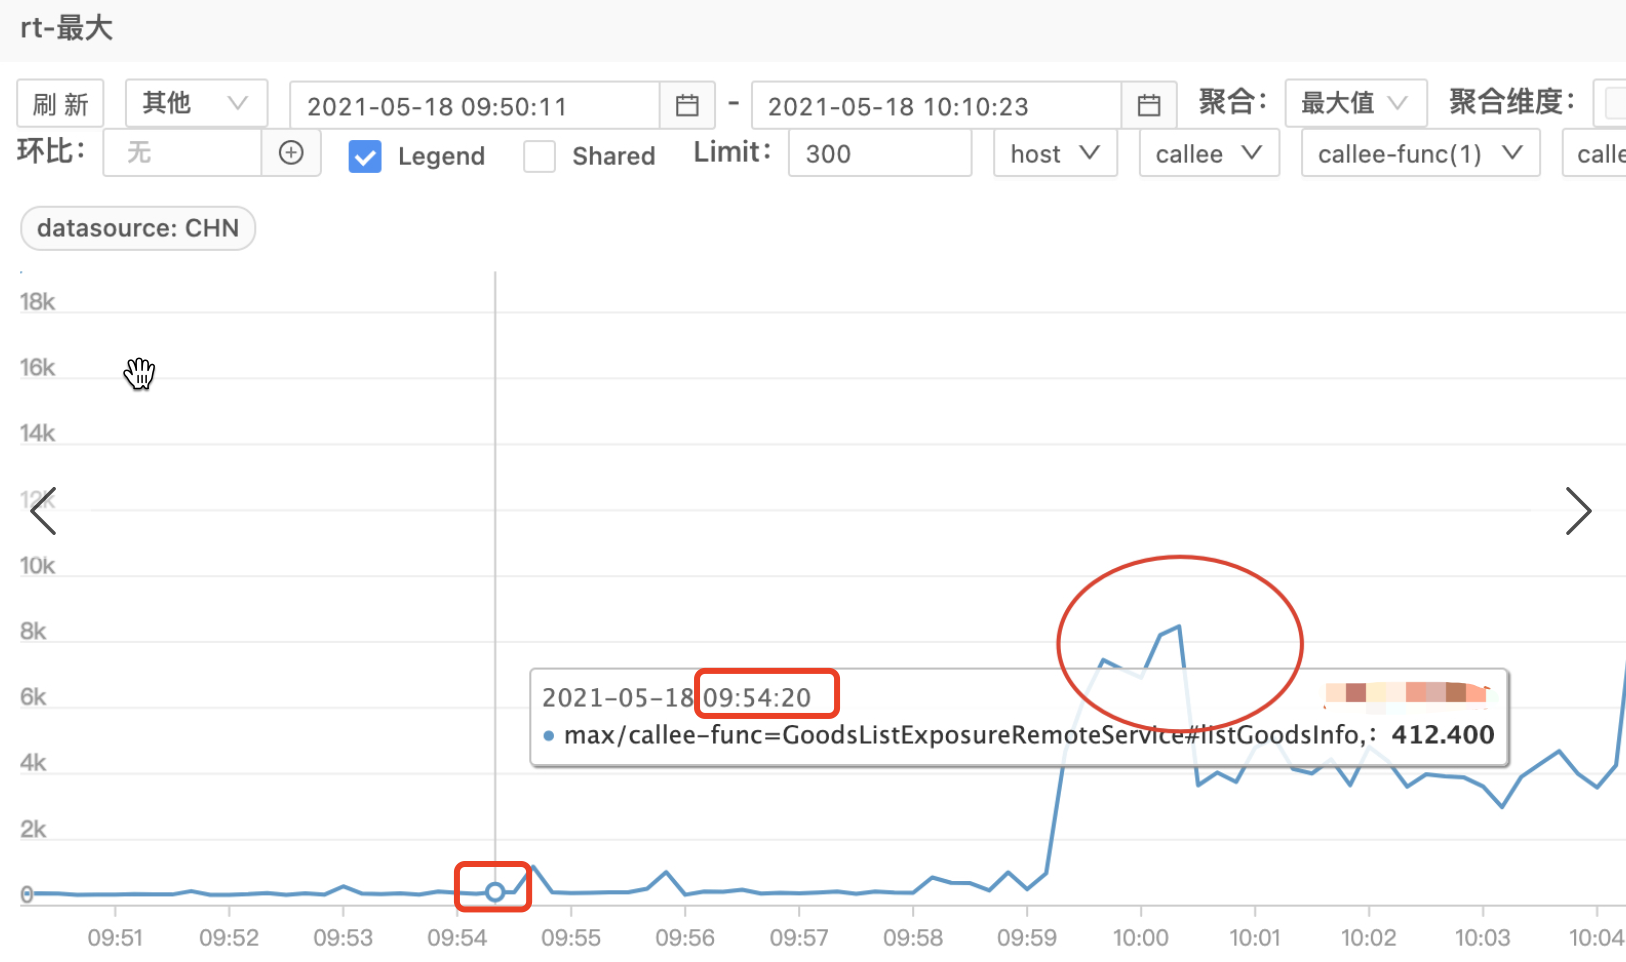 rt-最大
刷 新 其他 2021-05-18 09:50:11 - 2021-05-18 10:10:23 聚合： 最大值 聚合维度：
环比： 无 Legend Shared Limit： 300 host callee callee-func(1) calle
datasource: CHN
18k
16k
14k
12k
10k
8k
6k
4k
2k
0
2021-05-18 09:54:20
max/callee-func=GoodsListExposureRemoteService#listGoodsInfo,： 412.400
09:51 09:52 09:53 09:54 09:55 09:56 09:57 09:58 09:59 10:00 10:01 10:02 10:03 10:04